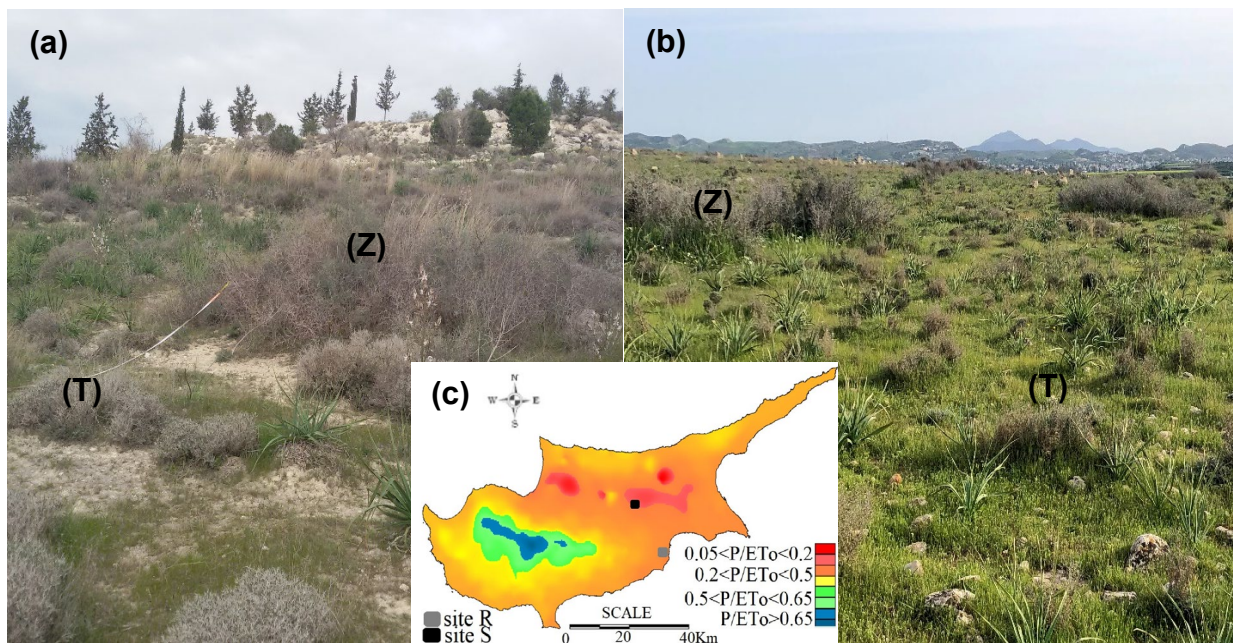 (a)
(Z)
(T)
(b)
(Z)
(T)
(c)
N
W E
S
0.05<P/ETo<0.2
0.2<P/ETo<0.5
0.5<P/ETo<0.65
P/ETo>0.65
site R
site S
SCALE
0 20 40Km